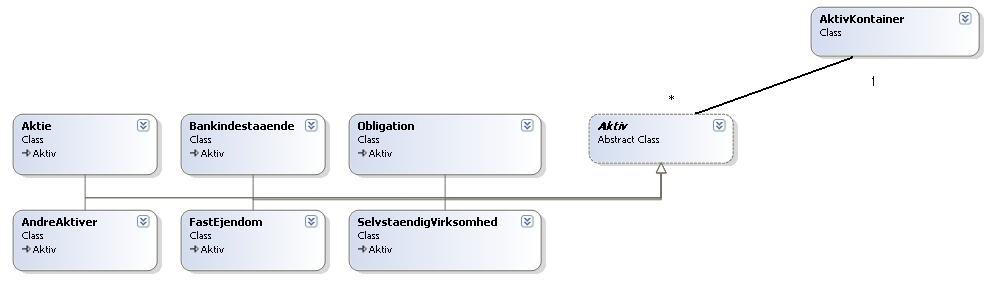 AktivKontainer
Class
1
*
Aktie
Class
Aktiv
Bankindestaaende
Class
Aktiv
Obligation
Class
Aktiv
Aktiv
Abstract Class
AndreAktiver
Class
Aktiv
FastEjendom
Class
Aktiv
SelvstaendigVirksomhed
Class
Aktiv